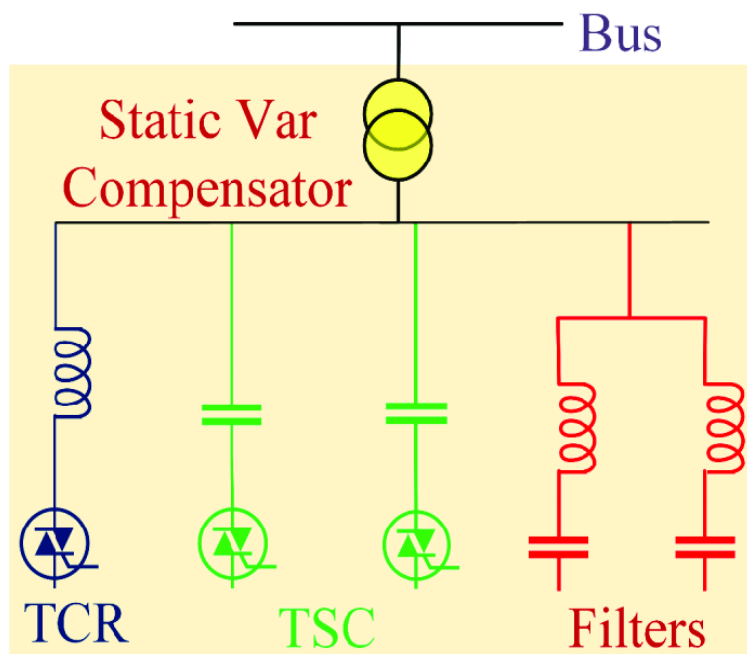 Bus
Static Var
Compensator
TCR
TSC
Filters